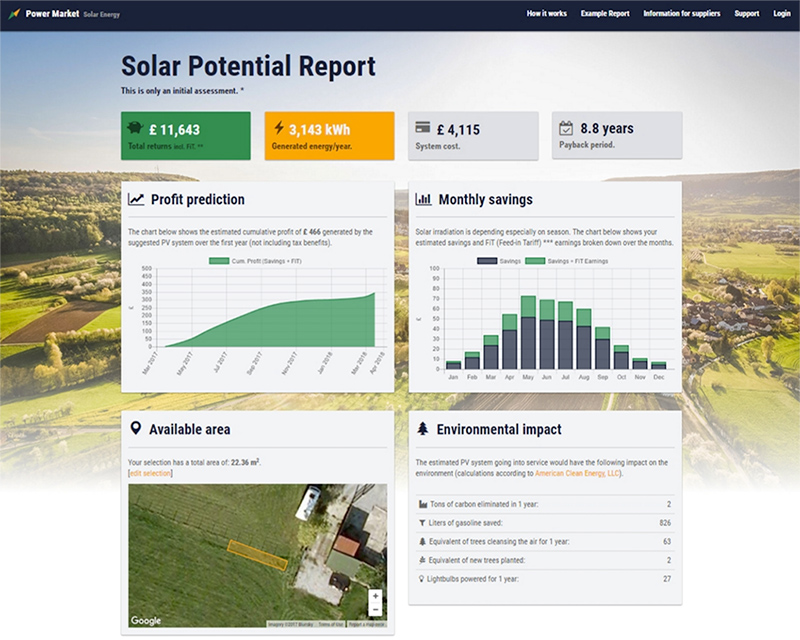 Power Market Solar Energy
How it works Example Report Information for suppliers Support Login
Solar Potential Report
This is only an initial assessment. *
£ 11,643
Total returns incl. FiT. **
3,143 kWh
Generated energy/year.
£ 4,115
System cost.
8.8 years
Payback period.
Profit prediction
The chart below shows the estimated cumulative profit of £ 466 generated by the
suggested PV system over the first year (not including tax benefits).
Cum. Profit (Savings + FiT)
500
450
400
350
300
250
200
150
100
50
0
£
Mar 2017 May 2017 Jul 2017 Sep 2017 Nov 2017 Jan 2018 Mar 2018 Apr 2018
Monthly savings
Solar irradiation is depending especially on season. The chart below shows your
estimated savings and FiT (Feed-in Tariff) *** earnings broken down over the months.
Savings Savings + FiT Earnings
100
90
80
70
60
50
40
30
20
10
0
£
Jan Feb Mar Apr May Jun Jul Aug Sep Oct Nov Dec
Available area
Your selection has a total area of: 22.36 m².
[edit selection]
Google
Imagery ©2017 Bluesky Terms of Use Report a map error
+
−
Environmental impact
The estimated PV system going into service would have the following impact on the
environment (calculations according to American Clean Energy, LLC).
Tons of carbon eliminated in 1 year: 2
Liters of gasoline saved: 826
Equivalent of trees cleansing the air for 1 year: 63
Equivalent of new trees planted: 2
Lightbulbs powered for 1 year: 27